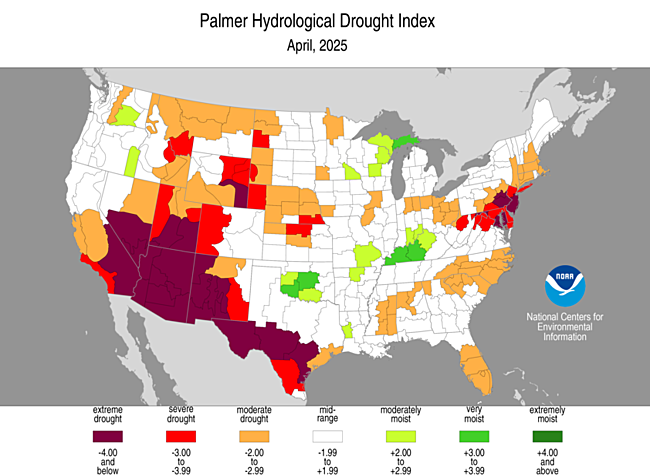 Palmer Hydrological Drought Index
April, 2025
NOAA
National Centers for
Environmental
Information
extreme drought
severe drought
moderate drought
mid-range
moderately moist
very moist
extremely moist
-4.00 and below
-3.00 to -3.99
-2.00 to -2.99
-1.99 to +1.99
+2.00 to +2.99
+3.00 to +3.99
+4.00 and above